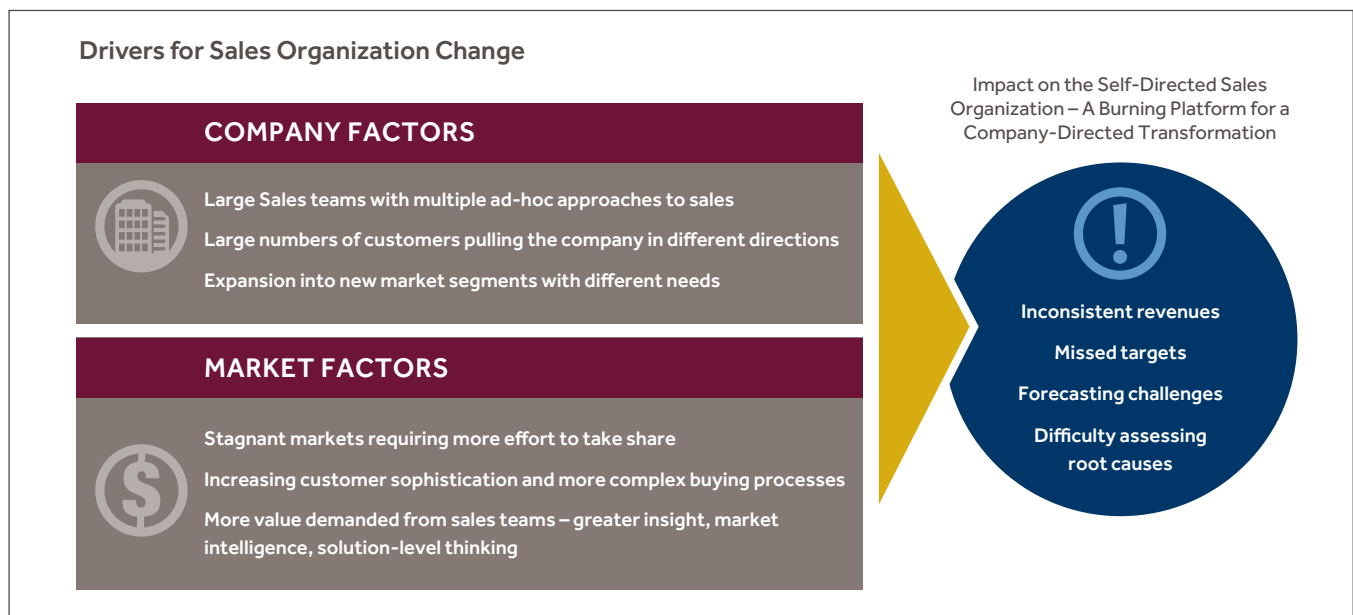 Drivers for Sales Organization Change
COMPANY FACTORS
Large Sales teams with multiple ad-hoc approaches to sales
Large numbers of customers pulling the company in different directions
Expansion into new market segments with different needs
MARKET FACTORS
Stagnant markets requiring more effort to take share
Increasing customer sophistication and more complex buying processes
More value demanded from sales teams – greater insight, market
intelligence, solution-level thinking
Impact on the Self-Directed Sales
Organization – A Burning Platform for a
Company-Directed Transformation
Inconsistent revenues
Missed targets
Forecasting challenges
Difficulty assessing
root causes